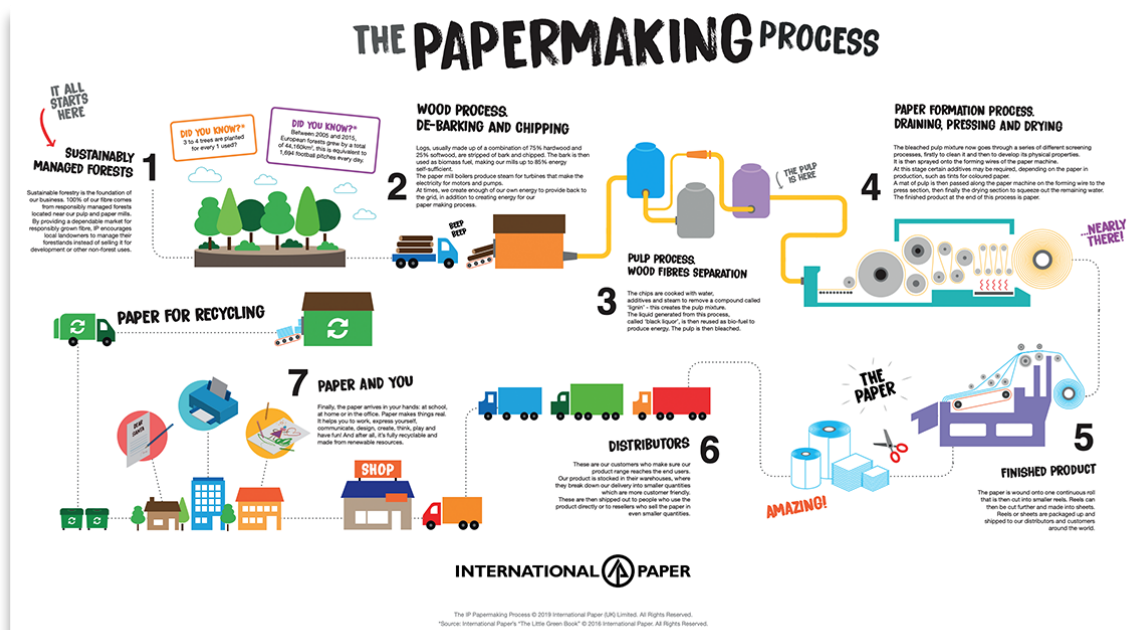 THE PAPERMAKING PROCESS
IT ALL
STARTS
HERE
SUSTAINABLY
MANAGED FORESTS
1
Sustainable forestry is the foundation of
our business. 100% of our fibre comes
from responsibly managed forests
located near our pulp and paper mills.
By providing a dependable market for
responsibly grown fibre, IP encourages
local landowners to manage their
forestlands instead of selling it for
development or other non-forest uses.
DID YOU KNOW?*
3 to 4 trees are planted
for every 1 used?
DID YOU KNOW?*
Between 2005 and 2015,
European forests grew by a total
of 44,160km², this is equivalent to
1,694 football pitches every day.
WOOD PROCESS.
DE-BARKING AND CHIPPING
2
Logs, usually made up of a combination of 75% hardwood and
25% softwood, are stripped of bark and chipped. The bark is then
used as biomass fuel, making our mills up to 85% energy
self-sufficient.
The paper mill boilers produce steam for turbines that make the
electricity for motors and pumps.
At times, we create enough of our own energy to provide back to
the grid, in addition to creating energy for our
paper making process.
BEEP
BEEP
PULP PROCESS.
WOOD FIBRES SEPARATION
3
The chips are cooked with water,
additives and steam to remove a compound called
'lignin' - this creates the pulp mixture.
The liquid generated from this process,
called 'black liquor', is then reused as bio-fuel to
produce energy. The pulp is then bleached.
THE PULP
IS HERE
PAPER FORMATION PROCESS.
DRAINING, PRESSING AND DRYING
4
The bleached pulp mixture now goes through a series of different screening
processes, firstly to clean it and then to develop its physical properties.
It is then sprayed onto the forming wires of the paper machine.
At this stage certain additives may be required, depending on the paper in
production, such as tints for coloured paper.
A mat of pulp is then passed along the paper machine on the forming wire to the
press section, then finally the drying section to squeeze out the remaining water.
The finished product at the end of this process is paper.
...NEARLY
THERE!
5
FINISHED PRODUCT
The paper is wound onto one continuous roll
that is then cut into smaller reels. Reels can
then be cut further and made into sheets.
Reels or sheets are packaged up and
shipped to our distributors and customers
around the world.
THE
PAPER
AMAZING!
DISTRIBUTORS
6
These are our customers who make sure our
product range reaches the end users.
Our product is stocked in their warehouses, where
they break down our delivery into smaller quantities
which are more customer friendly.
These are then shipped out to people who use the
product directly or to resellers who sell the paper in
even smaller quantities.
7
PAPER AND YOU
Finally, the paper arrives in your hands: at school,
at home or in the office. Paper makes things real.
It helps you to work, express yourself,
communicate, design, create, think, play and
have fun! And after all, it's fully recyclable and
made from renewable resources.
SHOP
PAPER FOR RECYCLING
INTERNATIONAL PAPER
The IP Papermaking Process © 2019 International Paper (UK) Limited. All Rights Reserved.
*Source: International Paper's "The Little Green Book" © 2016 International Paper. All Rights Reserved.